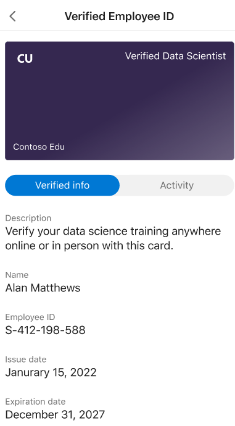 Verified Employee ID
CU
Verified Data Scientist
Contoso Edu
Verified info
Activity
Description
Verify your data science training anywhere
online or in person with this card.
Name
Alan Matthews
Employee ID
S-412-198-588
Issue date
Janurary 15, 2022
Expiration date
December 31, 2027